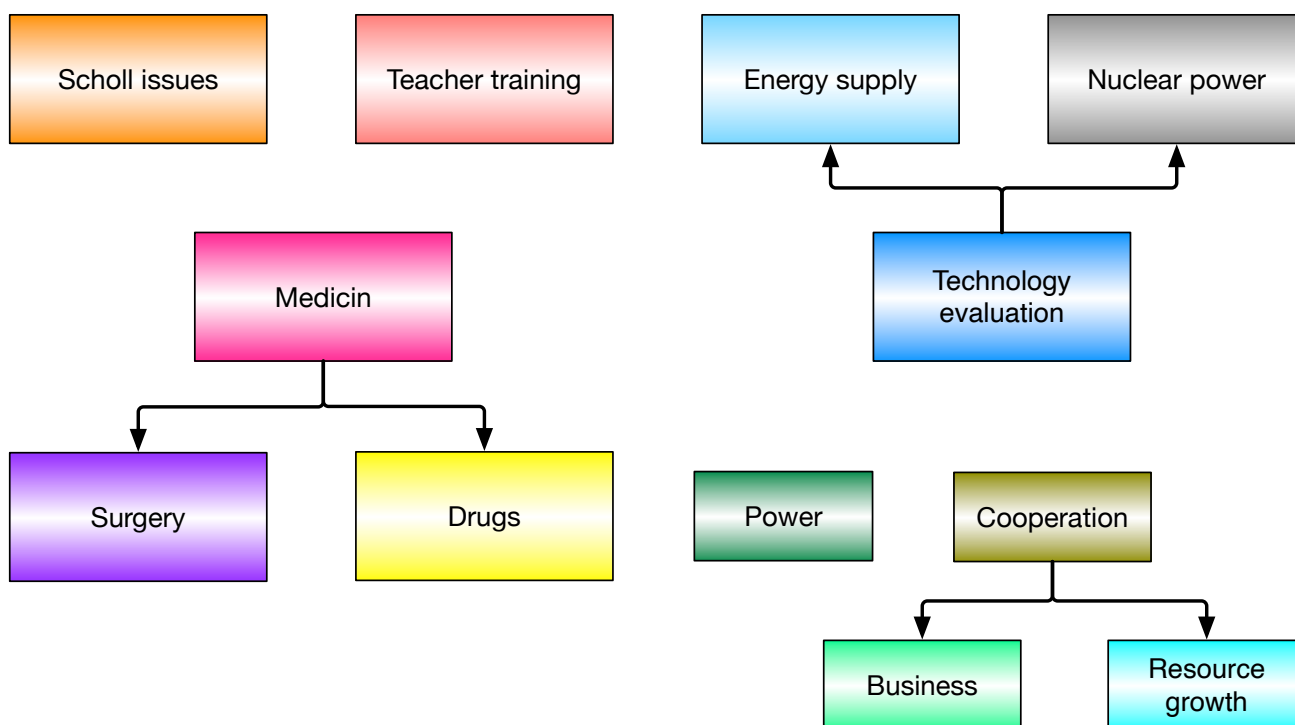 Scholl issues
Teacher training
Energy supply
Nuclear power
Medicin
Technology
evaluation
Surgery
Drugs
Power
Cooperation
Business
Resource
growth